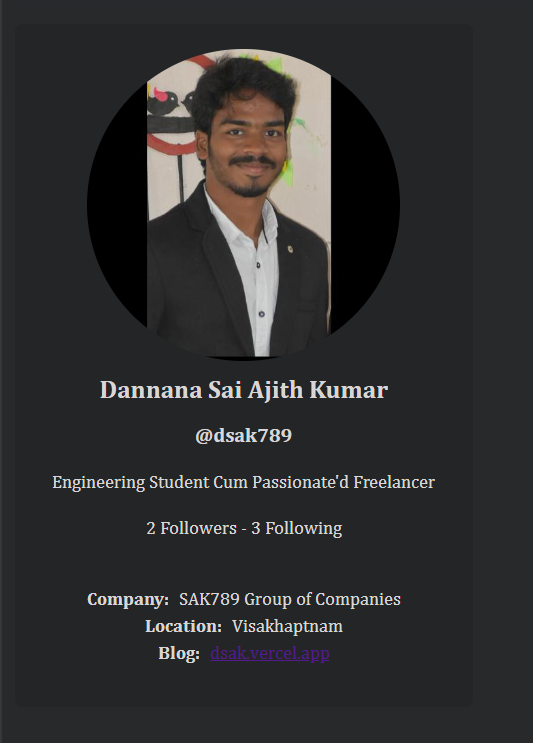 Dannana Sai Ajith Kumar
@dsak789
Engineering Student Cum Passionate'd Freelancer
2 Followers - 3 Following
Company: SAK789 Group of Companies
Location: Visakhaptnam
Blog: dsak.vercel.app